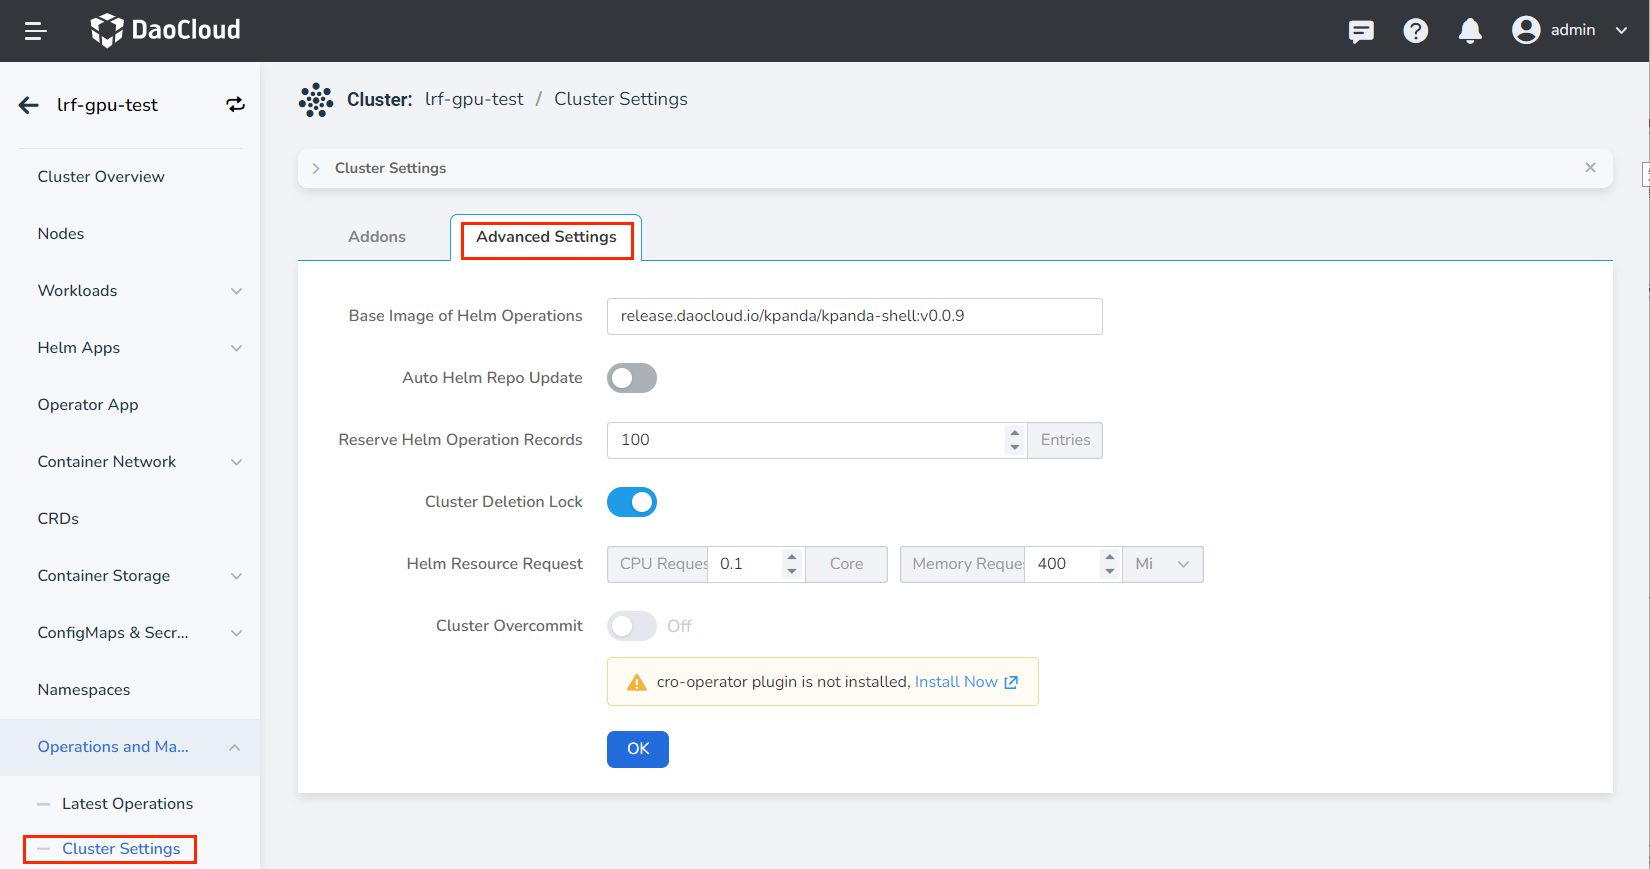 DaoCloud
admin
lrf-gpu-test
Cluster: lrf-gpu-test / Cluster Settings
Cluster Settings
Cluster Overview
Nodes
Workloads
Helm Apps
Operator App
Container Network
CRDs
Container Storage
ConfigMaps & Secr...
Namespaces
Operations and Ma...
Latest Operations
Cluster Settings
Addons
Advanced Settings
Base Image of Helm Operations release.daocloud.io/kpanda/kpanda-shell:v0.0.9
Auto Helm Repo Update
Reserve Helm Operation Records 100 Entries
Cluster Deletion Lock
Helm Resource Request CPU Reques 0.1 Core Memory Reques 400 Mi
Cluster Overcommit Off
cro-operator plugin is not installed, Install Now
OK